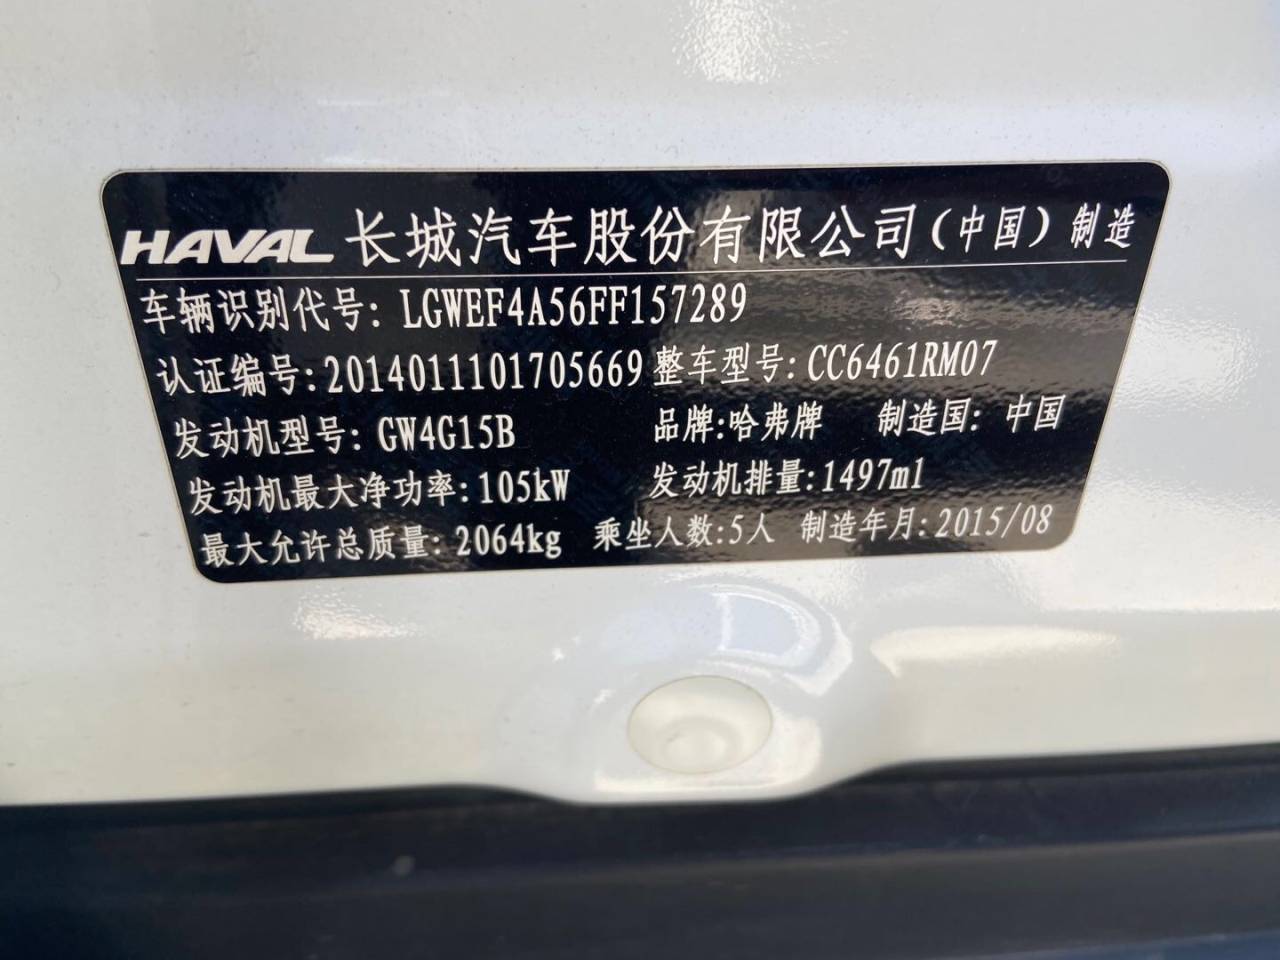 HAVAL 长城汽车股份有限公司(中国)制造
车辆识别代号: LGWEF4A56FF157289
认证编号:2014011101705669 整车型号:CC6461RM07
发动机型号: GW4G15B 品牌:哈弗牌 制造国: 中国
发动机最大净功率:105kW 发动机排量:1497ml
最大允许总质量: 2064kg 乘坐人数:5人 制造年月:2015/08